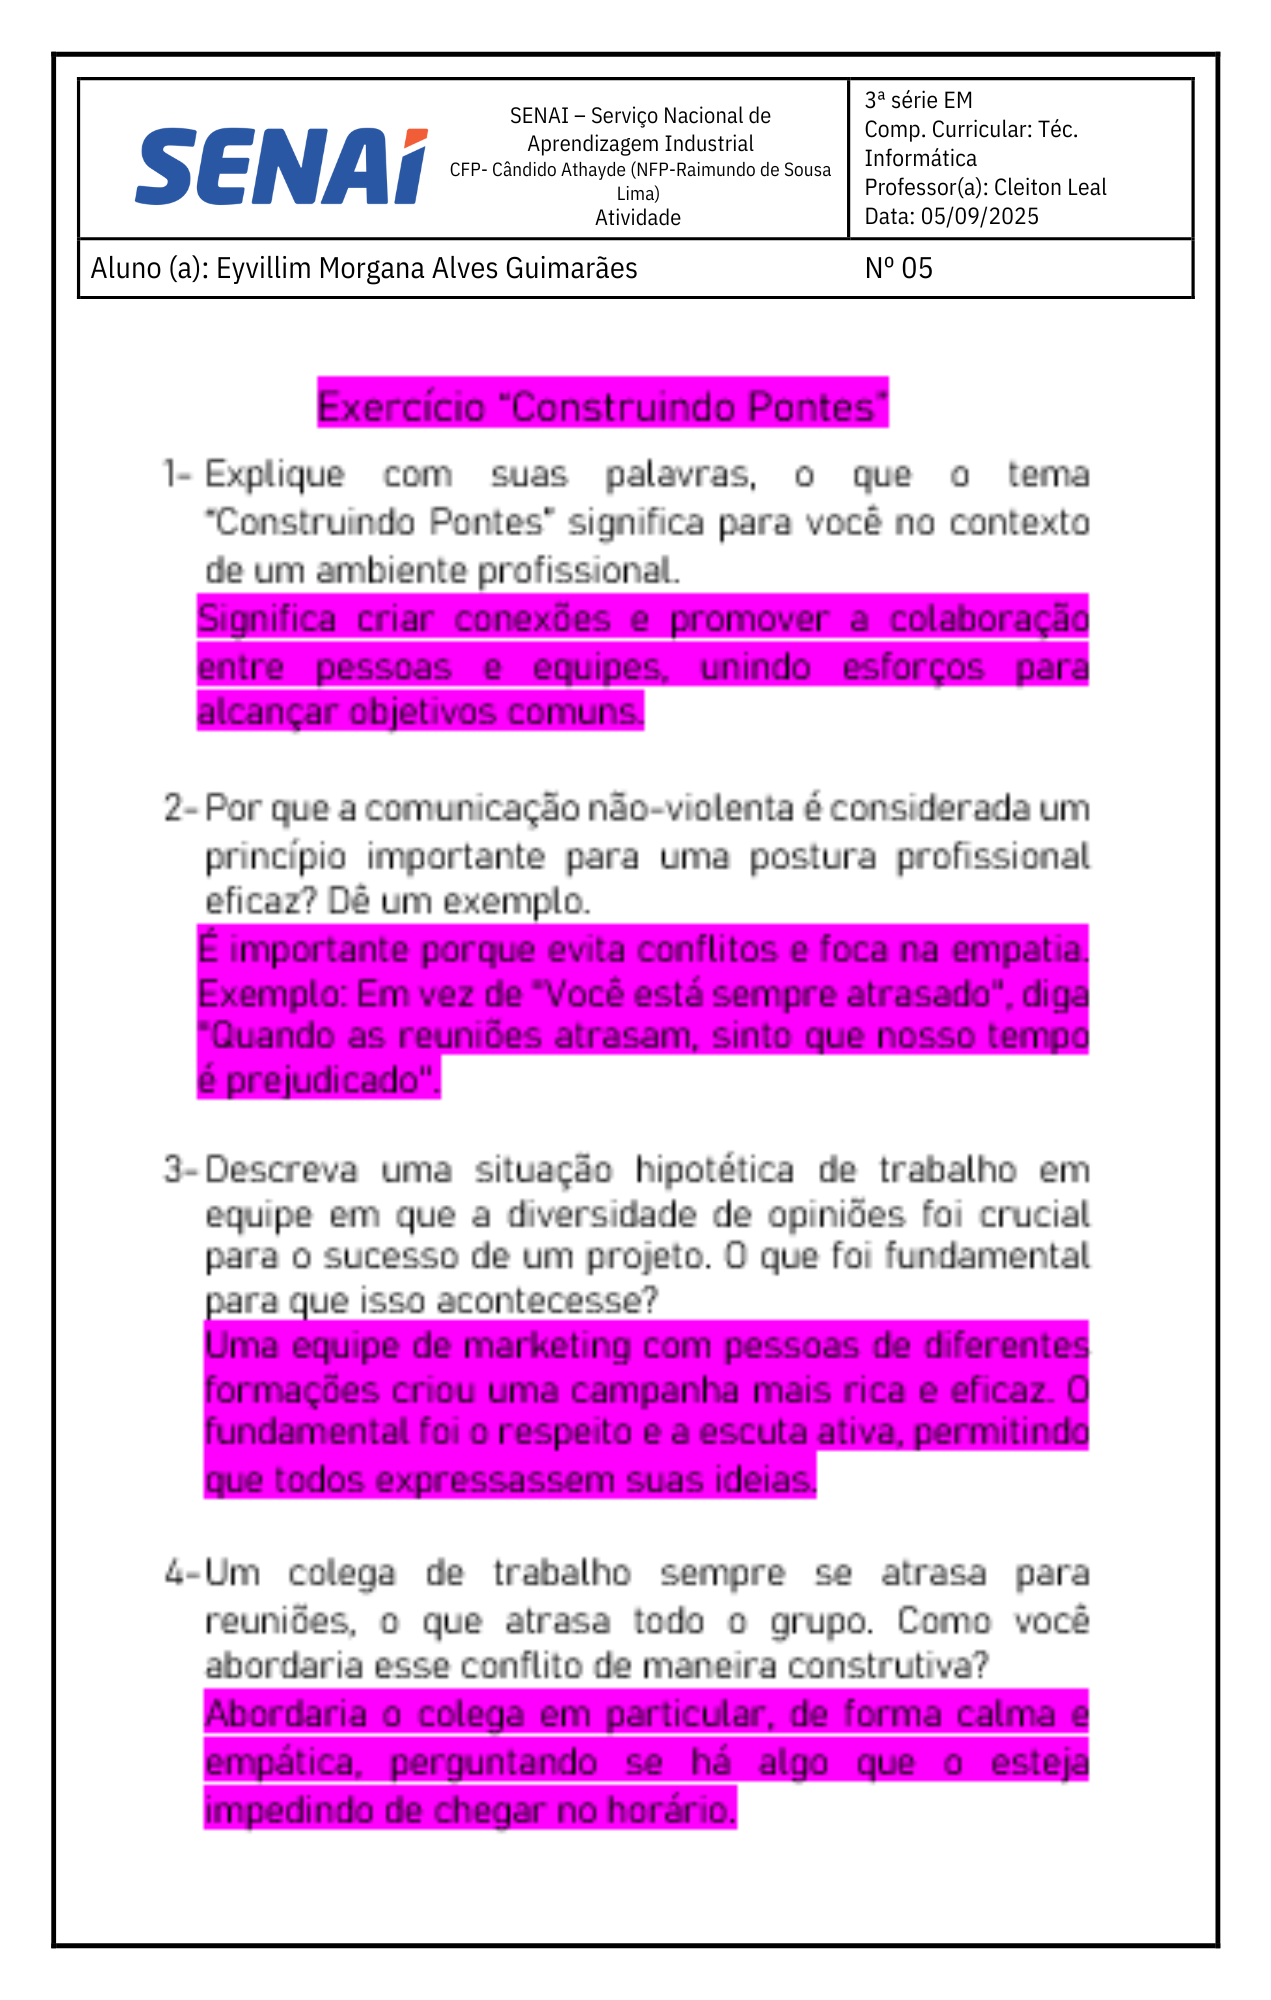 SENAI
SENAI – Serviço Nacional de
Aprendizagem Industrial
CFP- Cândido Athayde (NFP-Raimundo de Sousa
Lima)
Atividade
3ª série EM
Comp. Curricular: Téc.
Informática
Professor(a): Cleiton Leal
Data: 05/09/2025
Aluno (a): Eyvillim Morgana Alves Guimarães
Nº 05
Exercício “Construindo Pontes”
1- Explique com suas palavras, o que o tema
“Construindo Pontes” significa para você no contexto
de um ambiente profissional.
Significa criar conexões e promover a colaboração
entre pessoas e equipes, unindo esforços para
alcançar objetivos comuns.
2- Por que a comunicação não-violenta é considerada um
princípio importante para uma postura profissional
eficaz? Dê um exemplo.
É importante porque evita conflitos e foca na empatia.
Exemplo: Em vez de "Você está sempre atrasado", diga
"Quando as reuniões atrasam, sinto que nosso tempo
é prejudicado".
3- Descreva uma situação hipotética de trabalho em
equipe em que a diversidade de opiniões foi crucial
para o sucesso de um projeto. O que foi fundamental
para que isso acontecesse?
Uma equipe de marketing com pessoas de diferentes
formações criou uma campanha mais rica e eficaz. O
fundamental foi o respeito e a escuta ativa, permitindo
que todos expressassem suas ideias.
4- Um colega de trabalho sempre se atrasa para
reuniões, o que atrasa todo o grupo. Como você
abordaria esse conflito de maneira construtiva?
Abordaria o colega em particular, de forma calma e
empática, perguntando se há algo que o esteja
impedindo de chegar no horário.